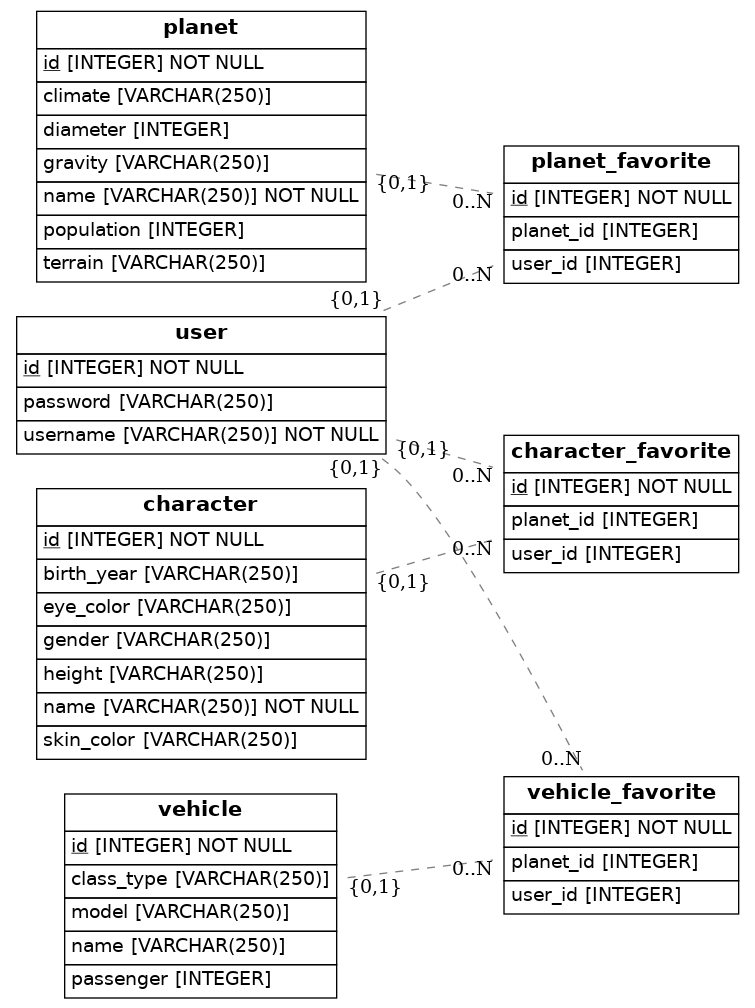 planet
id [INTEGER] NOT NULL
climate [VARCHAR(250)]
diameter [INTEGER]
gravity [VARCHAR(250)]
name [VARCHAR(250)] NOT NULL
population [INTEGER]
terrain [VARCHAR(250)]
{0,1}
0..N
planet_favorite
id [INTEGER] NOT NULL
planet_id [INTEGER]
user_id [INTEGER]
0..N
{0,1}
user
id [INTEGER] NOT NULL
password [VARCHAR(250)]
username [VARCHAR(250)] NOT NULL
{0,1}
0..N
{0,1}
character_favorite
id [INTEGER] NOT NULL
planet_id [INTEGER]
user_id [INTEGER]
0..N
{0,1}
character
id [INTEGER] NOT NULL
birth_year [VARCHAR(250)]
eye_color [VARCHAR(250)]
gender [VARCHAR(250)]
height [VARCHAR(250)]
name [VARCHAR(250)] NOT NULL
skin_color [VARCHAR(250)]
0..N
vehicle_favorite
id [INTEGER] NOT NULL
planet_id [INTEGER]
user_id [INTEGER]
0..N
{0,1}
vehicle
id [INTEGER] NOT NULL
class_type [VARCHAR(250)]
model [VARCHAR(250)]
name [VARCHAR(250)]
passenger [INTEGER]